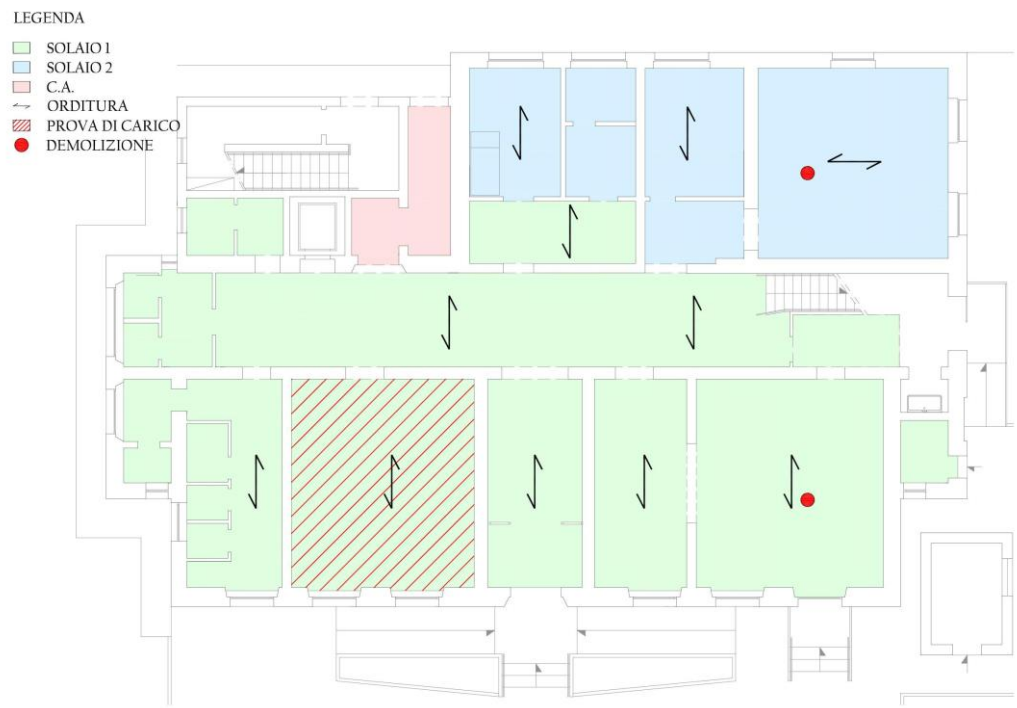 LEGENDA
SOLAIO 1
SOLAIO 2
C.A.
ORDITURA
PROVA DI CARICO
DEMOLIZIONE